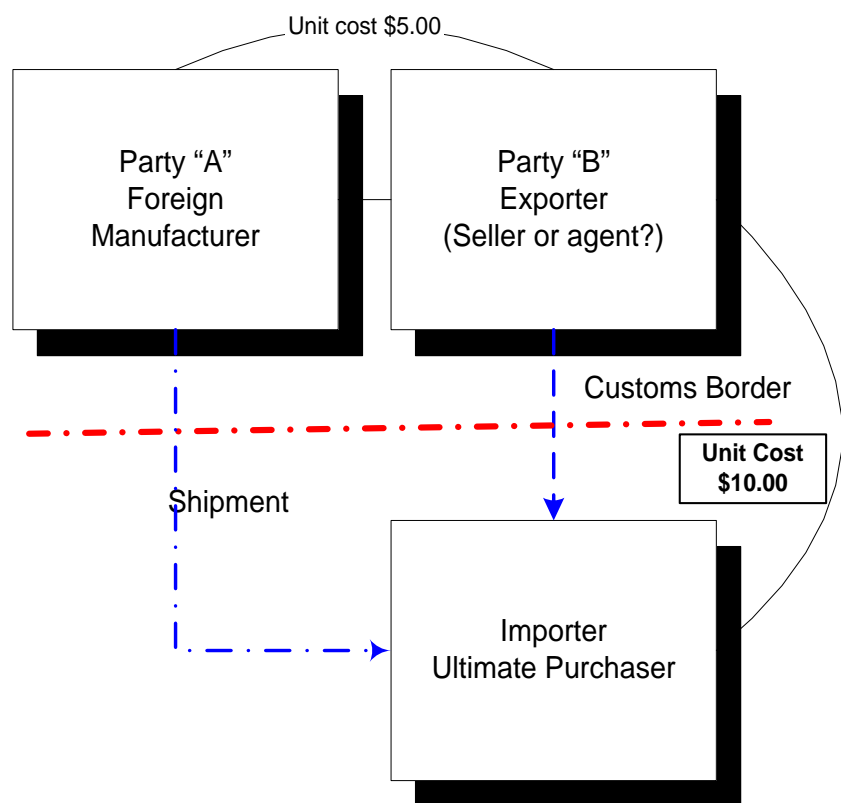 Unit cost $5.00
Party “A”
Foreign
Manufacturer
Party “B”
Exporter
(Seller or agent?)
Customs Border
Unit Cost
$10.00
Shipment
Importer
Ultimate Purchaser